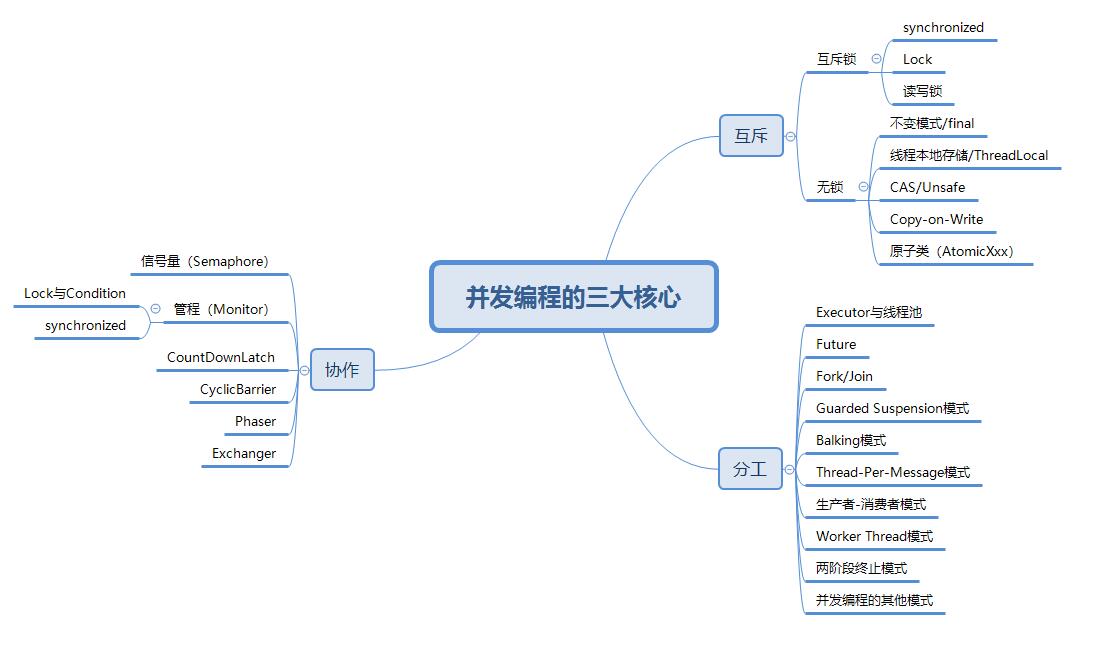 并发编程的三大核心
互斥
互斥锁
synchronized
Lock
读写锁
无锁
不变模式/final
线程本地存储/ThreadLocal
CAS/Unsafe
Copy-on-Write
原子类（AtomicXxx）
分工
Executor与线程池
Future
Fork/Join
Guarded Suspension模式
Balking模式
Thread-Per-Message模式
生产者-消费者模式
Worker Thread模式
两阶段终止模式
并发编程的其他模式
协作
信号量（Semaphore）
管程（Monitor）
Lock与Condition
synchronized
CountDownLatch
CyclicBarrier
Phaser
Exchanger